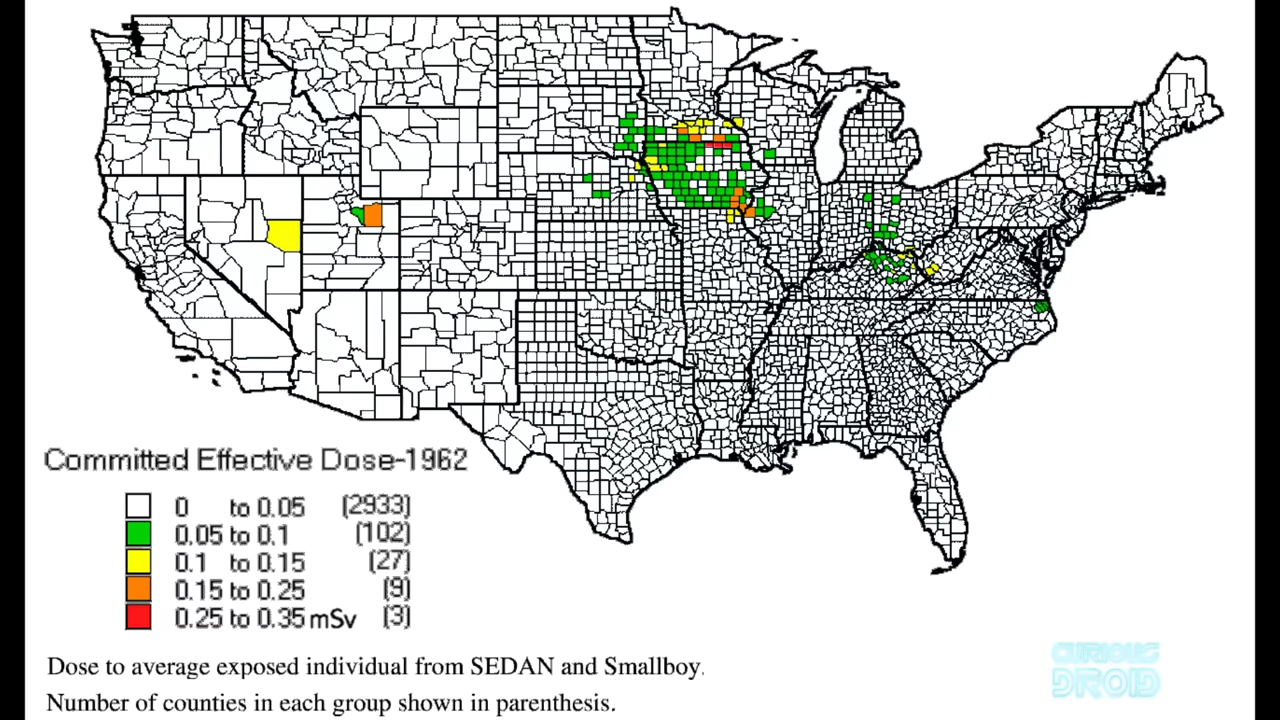 Committed Effective Dose-1962
0 to 0.05 (2933)
0.05 to 0.1 (102)
0.1 to 0.15 (27)
0.15 to 0.25 (9)
0.25 to 0.35 mSv (3)
Dose to average exposed individual from SEDAN and Smallboy.
Number of counties in each group shown in parenthesis.
CURIOUS
DROID